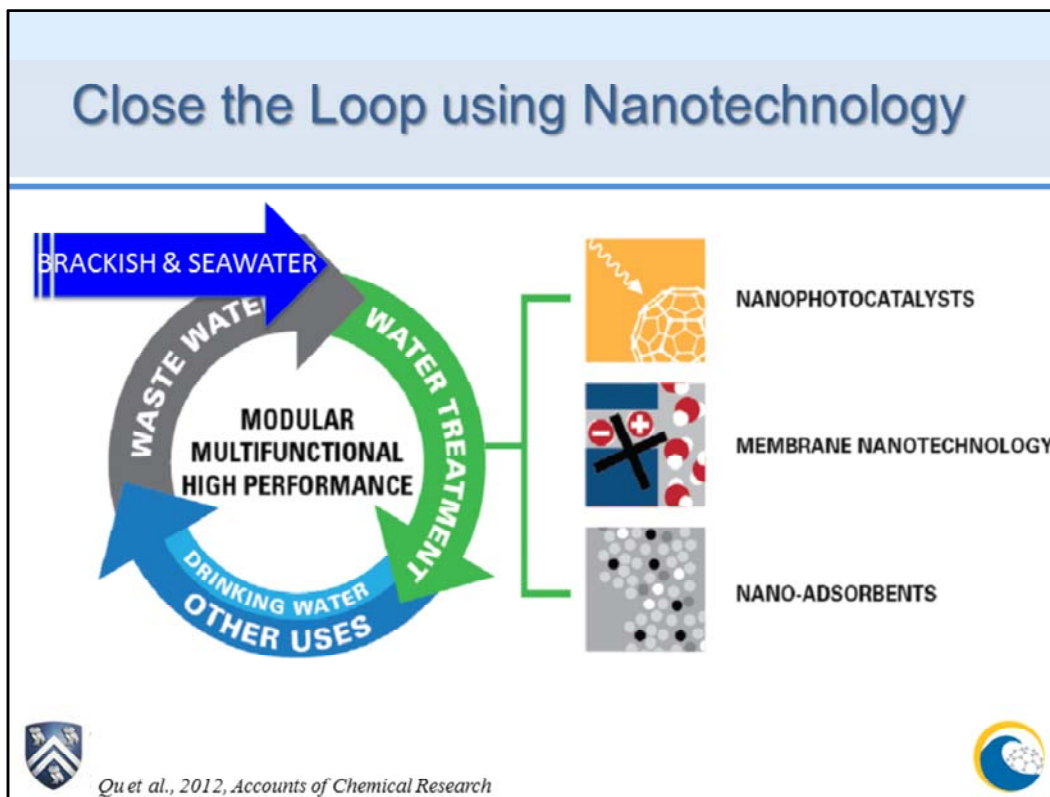 Close the Loop using Nanotechnology
BRACKISH & SEAWATER
WASTE WATER
WATER TREATMENT
MODULAR
MULTIFUNCTIONAL
HIGH PERFORMANCE
DRINKING WATER
OTHER USES
NANOPHOTOCATALYSTS
MEMBRANE NANOTECHNOLOGY
NANO-ADSORBENTS
Qu et al., 2012, Accounts of Chemical Research